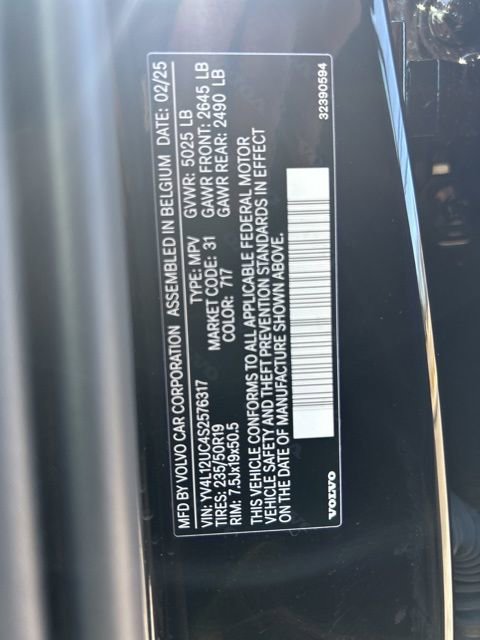 MFD BY VOLVO CAR CORPORATION ASSEMBLED IN BELGIUM DATE: 02/25
VIN: YV4L12UC4S2576317 TYPE: MPV GVWR: 5025 LB
TIRES: 235/50R19 MARKET CODE: 31 GAWR FRONT: 2645 LB
RIM: 7.5Jx19x50.5 COLOR: 717 GAWR REAR: 2490 LB
THIS VEHICLE CONFORMS TO ALL APPLICABLE FEDERAL MOTOR
VEHICLE SAFETY AND THEFT PREVENTION STANDARDS IN EFFECT
ON THE DATE OF MANUFACTURE SHOWN ABOVE.
VOLVO 32390594